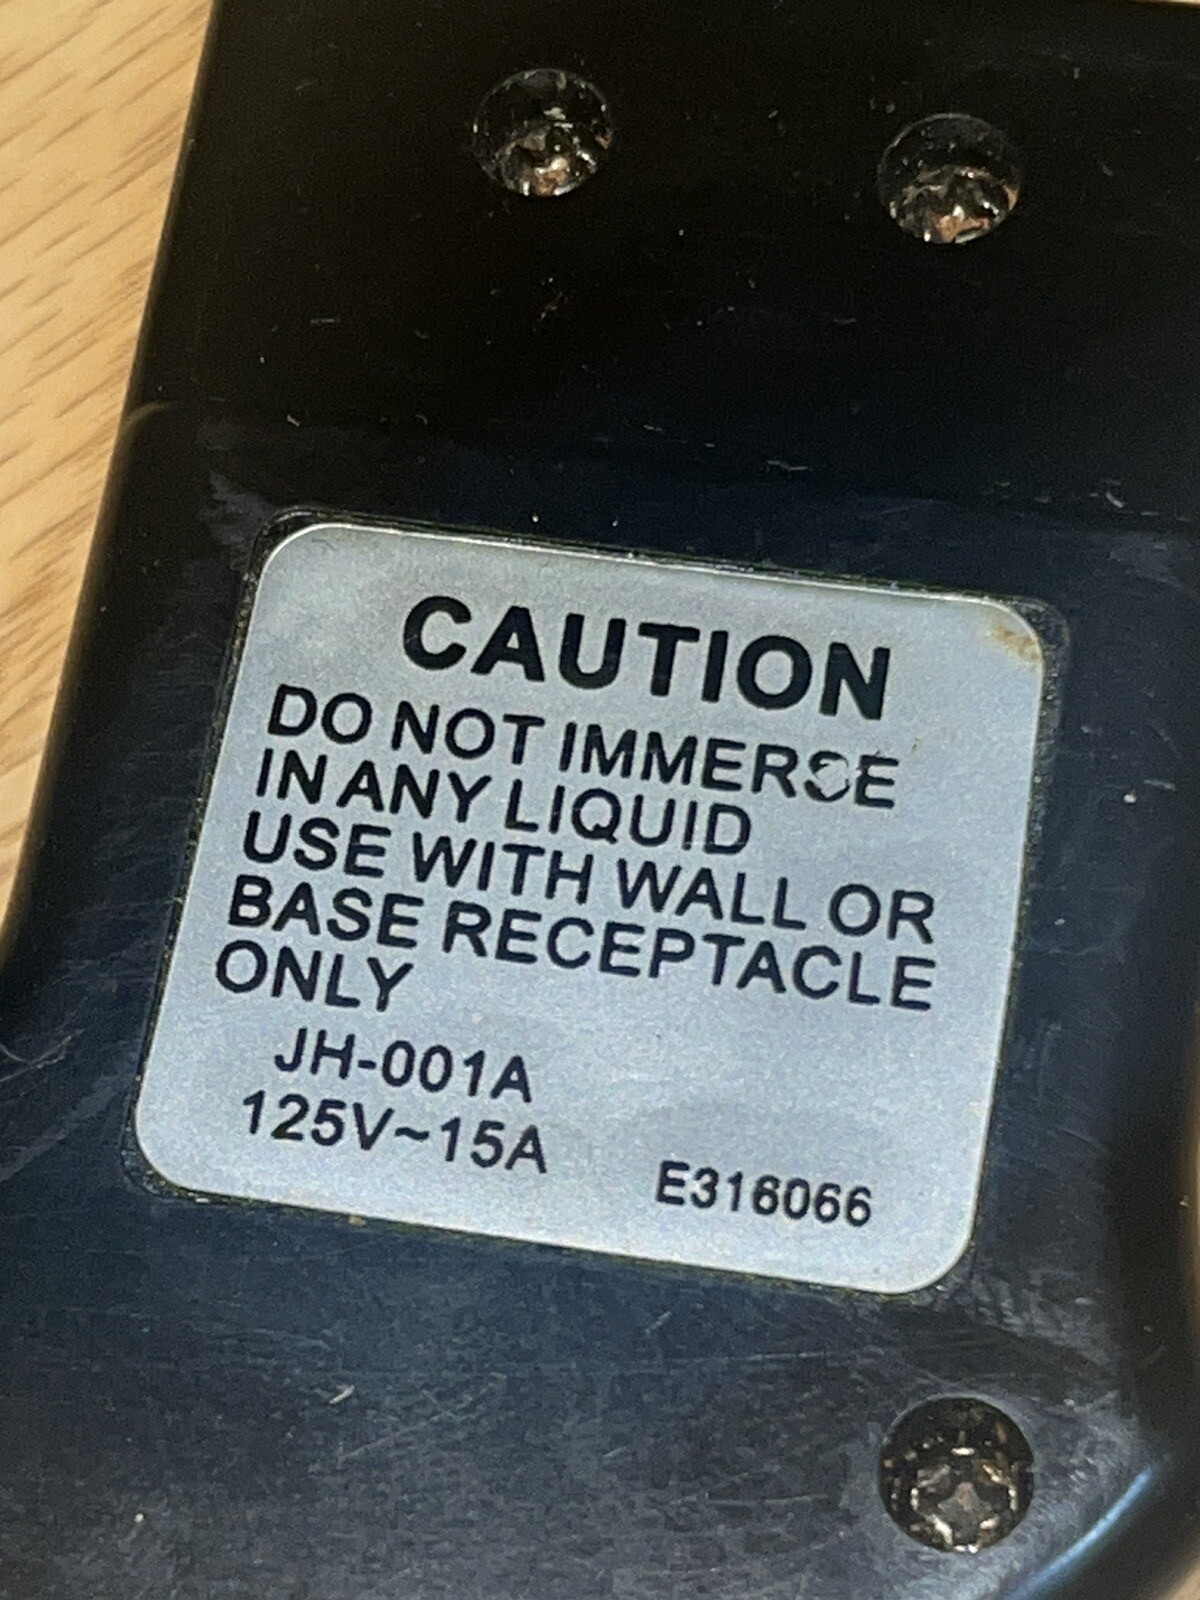 CAUTION
DO NOT IMMERSE
IN ANY LIQUID
USE WITH WALL OR
BASE RECEPTACLE
ONLY
JH-001A
125V~15A
E316066